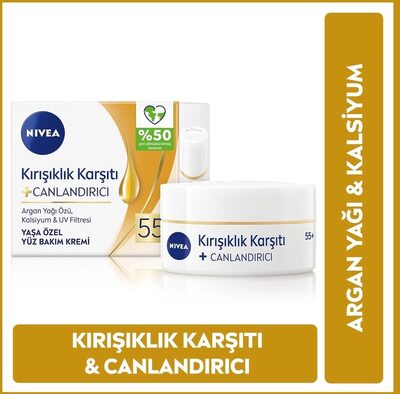 NIVEA
%50
Kırışıklık Karşıtı
+CANLANDIRICI
Argan Yağı Özü,
Kalsiyum & UV Filtresi
YAŞA ÖZEL
YÜZ BAKIM KREMİ
55
NIVEA
Kırışıklık Karşıtı
55+
+ CANLANDIRICI
ARGAN YAĞI & KALSİYUM
KIRIŞIKLIK KARŞITI
& CANLANDIRICI